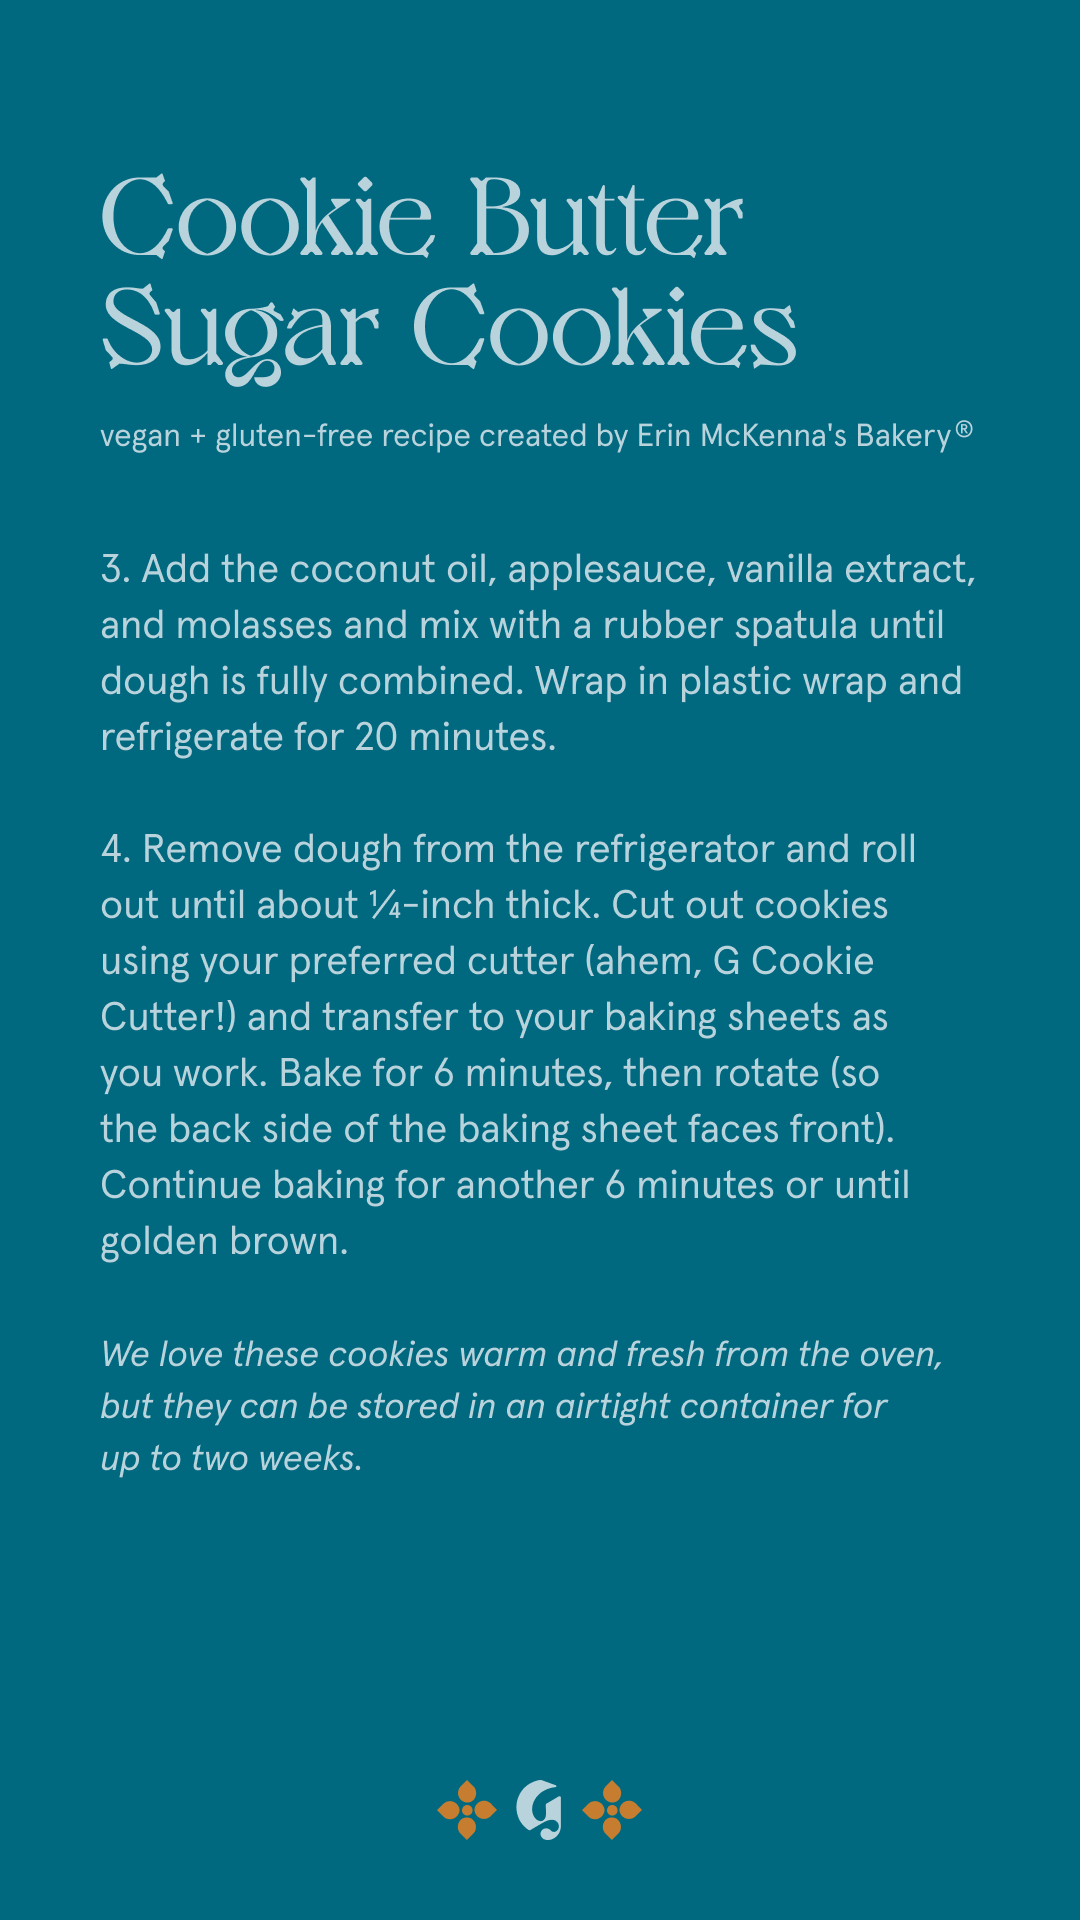 Cookie Butter
Sugar Cookies
vegan + gluten-free recipe created by Erin McKenna's Bakery®
3. Add the coconut oil, applesauce, vanilla extract,
and molasses and mix with a rubber spatula until
dough is fully combined. Wrap in plastic wrap and
refrigerate for 20 minutes.
4. Remove dough from the refrigerator and roll
out until about ¼-inch thick. Cut out cookies
using your preferred cutter (ahem, G Cookie
Cutter!) and transfer to your baking sheets as
you work. Bake for 6 minutes, then rotate (so
the back side of the baking sheet faces front).
Continue baking for another 6 minutes or until
golden brown.
We love these cookies warm and fresh from the oven,
but they can be stored in an airtight container for
up to two weeks.
G